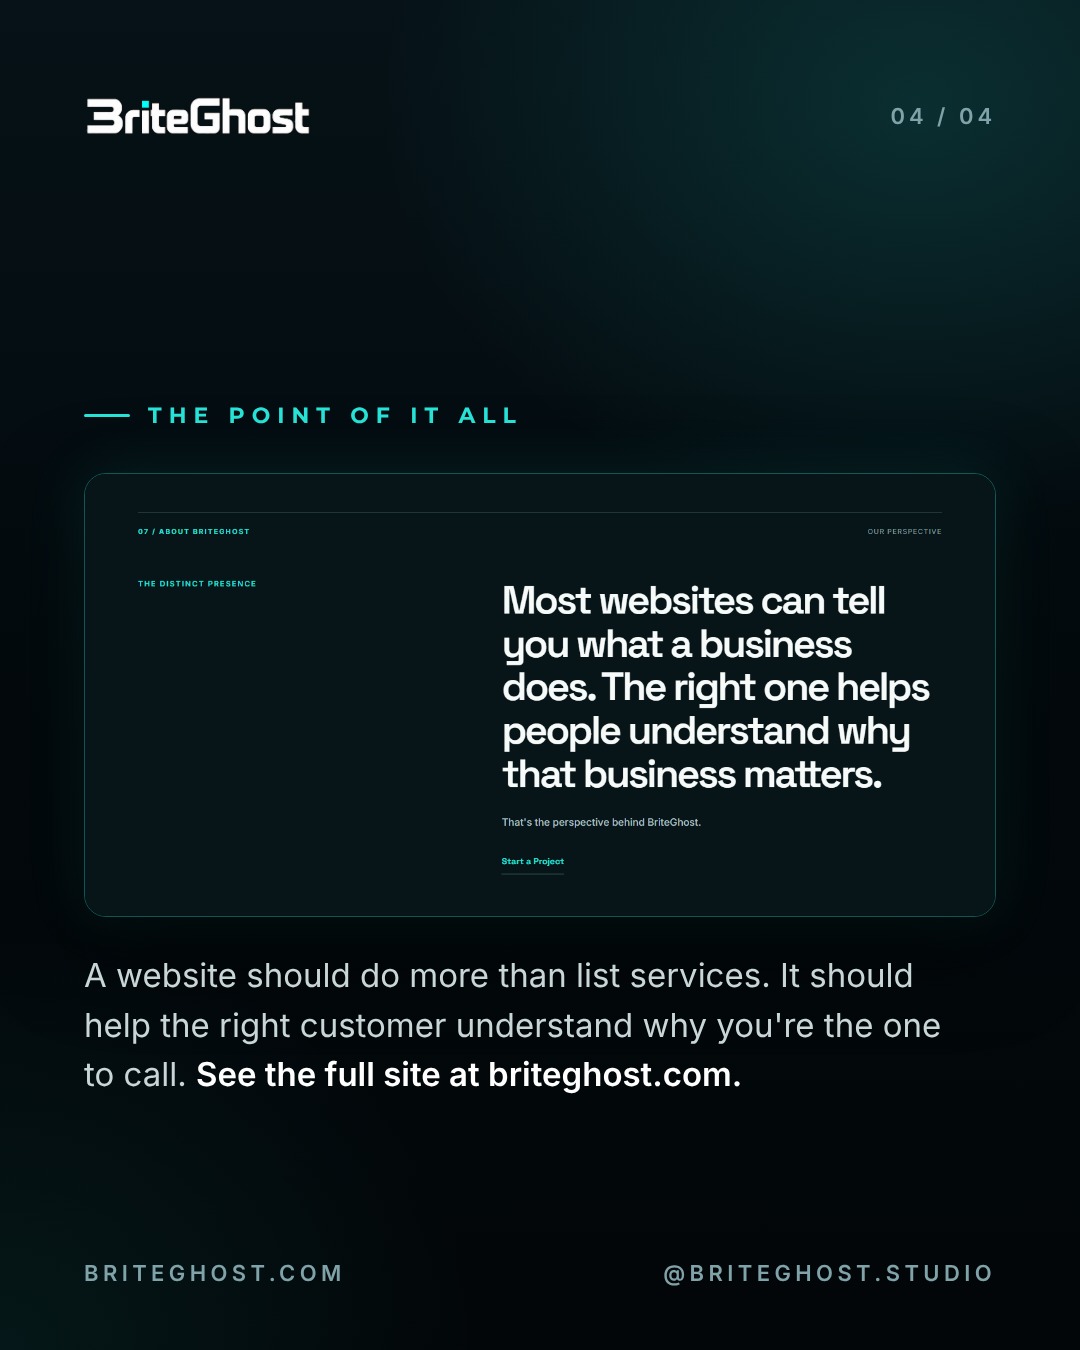 BriteGhost
04 / 04
THE POINT OF IT ALL
07 / ABOUT BRITEGHOST
OUR PERSPECTIVE
THE DISTINCT PRESENCE
Most websites can tell
you what a business
does. The right one helps
people understand why
that business matters.
That's the perspective behind BriteGhost.
Start a Project
A website should do more than list services. It should
help the right customer understand why you're the one
to call. See the full site at briteghost.com.
BRITEGHOST.COM
@BRITEGHOST.STUDIO